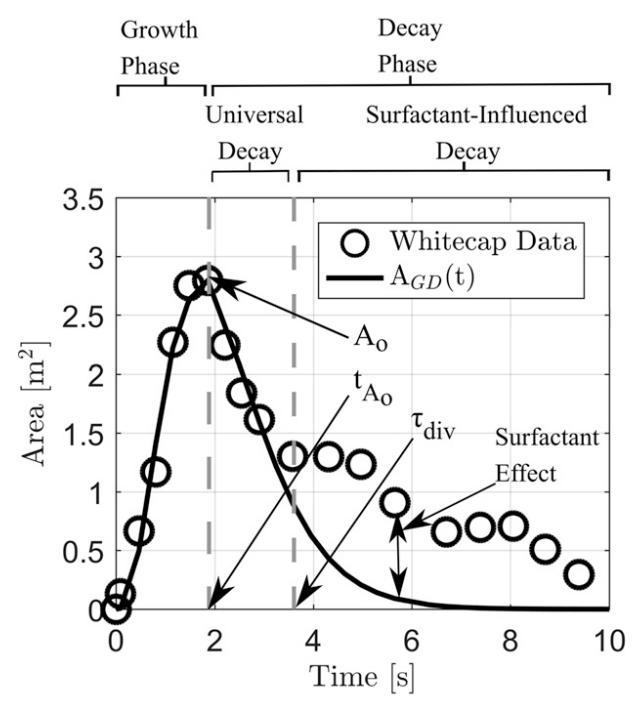 Growth
Phase
Decay
Phase
Universal
Decay
Surfactant-Influenced
Decay
3.5
3
2.5
2
1.5
1
0.5
0
Area [m²]
Whitecap Data
A_GD(t)
A_o
t_A_o
τ_div
Surfactant
Effect
0 2 4 6 8 10
Time [s]